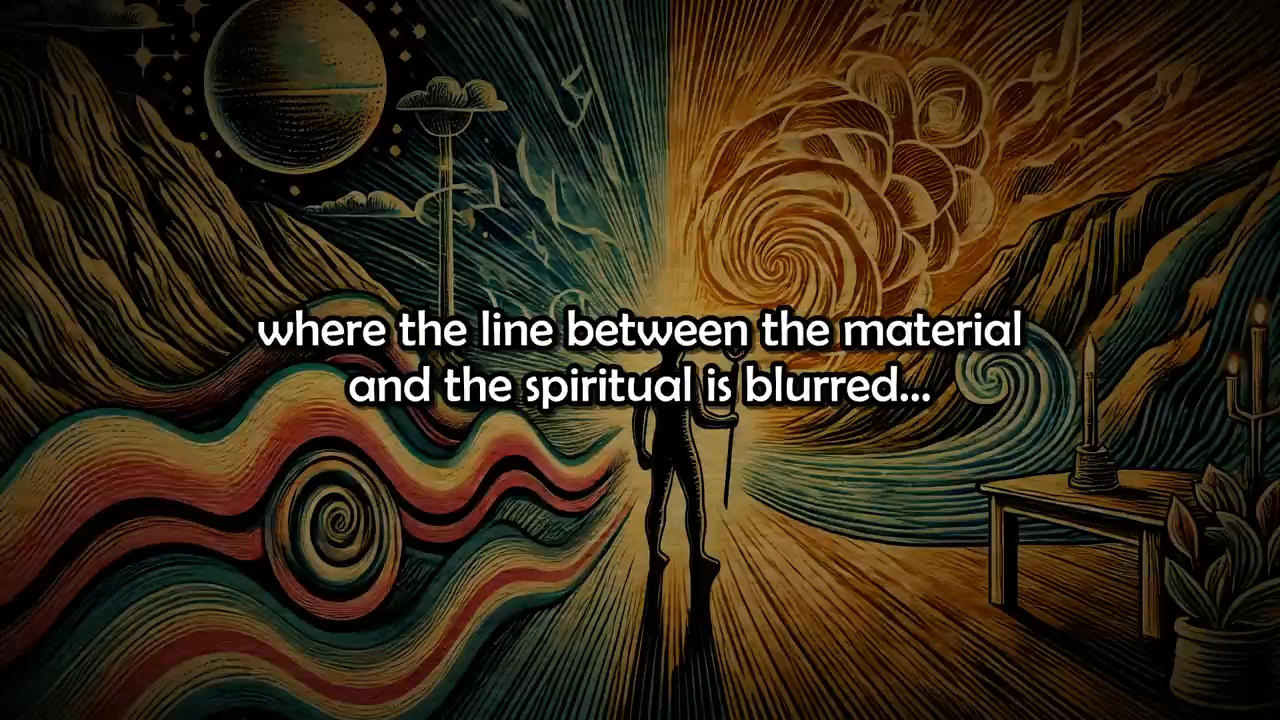 where the line between the material
and the spiritual is blurred...